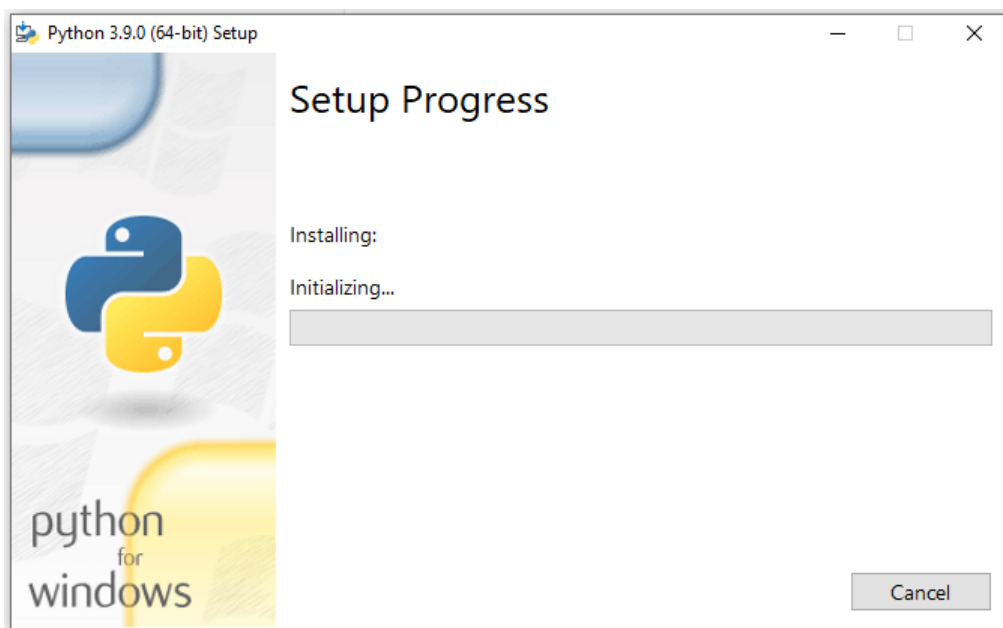 Python 3.9.0 (64-bit) Setup
Setup Progress
Installing:
Initializing...
python
for
windows
Cancel